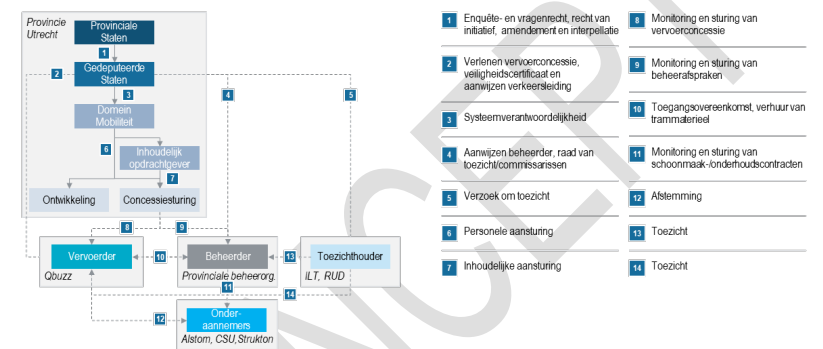 Provincie
Utrecht
Provinciale
Staten
1
Gedeputeerde
Staten
2
3
4
5
Domein
Mobiliteit
6
Inhoudelijk
opdrachtgever
7
Ontwikkeling
Concessiesturing
8
9
Vervoerder
10
Beheerder
13
Toezichthouder
Qbuzz
Provinciale beheerorg.
ILT, RUD
11
14
12
Onder-
aannemers
Alstom, CSU, Strukton
1 Enquête- en vragenrecht, recht van
initiatief, amendement en interpellatie
2 Verlenen vervoerconcessie,
veiligheidscertificaat en
aanwijzen verkeersleiding
3 Systeemverantwoordelijkheid
4 Aanwijzen beheerder, raad van
toezicht/commissarissen
5 Verzoek om toezicht
6 Personele aansturing
7 Inhoudelijke aansturing
8 Monitoring en sturing van
vervoerconcessie
9 Monitoring en sturing van
beheerafspraken
10 Toegangsovereenkomst, verhuur van
trammaterieel
11 Monitoring en sturing van
schoonmaak-/onderhoudscontracten
12 Afstemming
13 Toezicht
14 Toezicht
CONCEPT